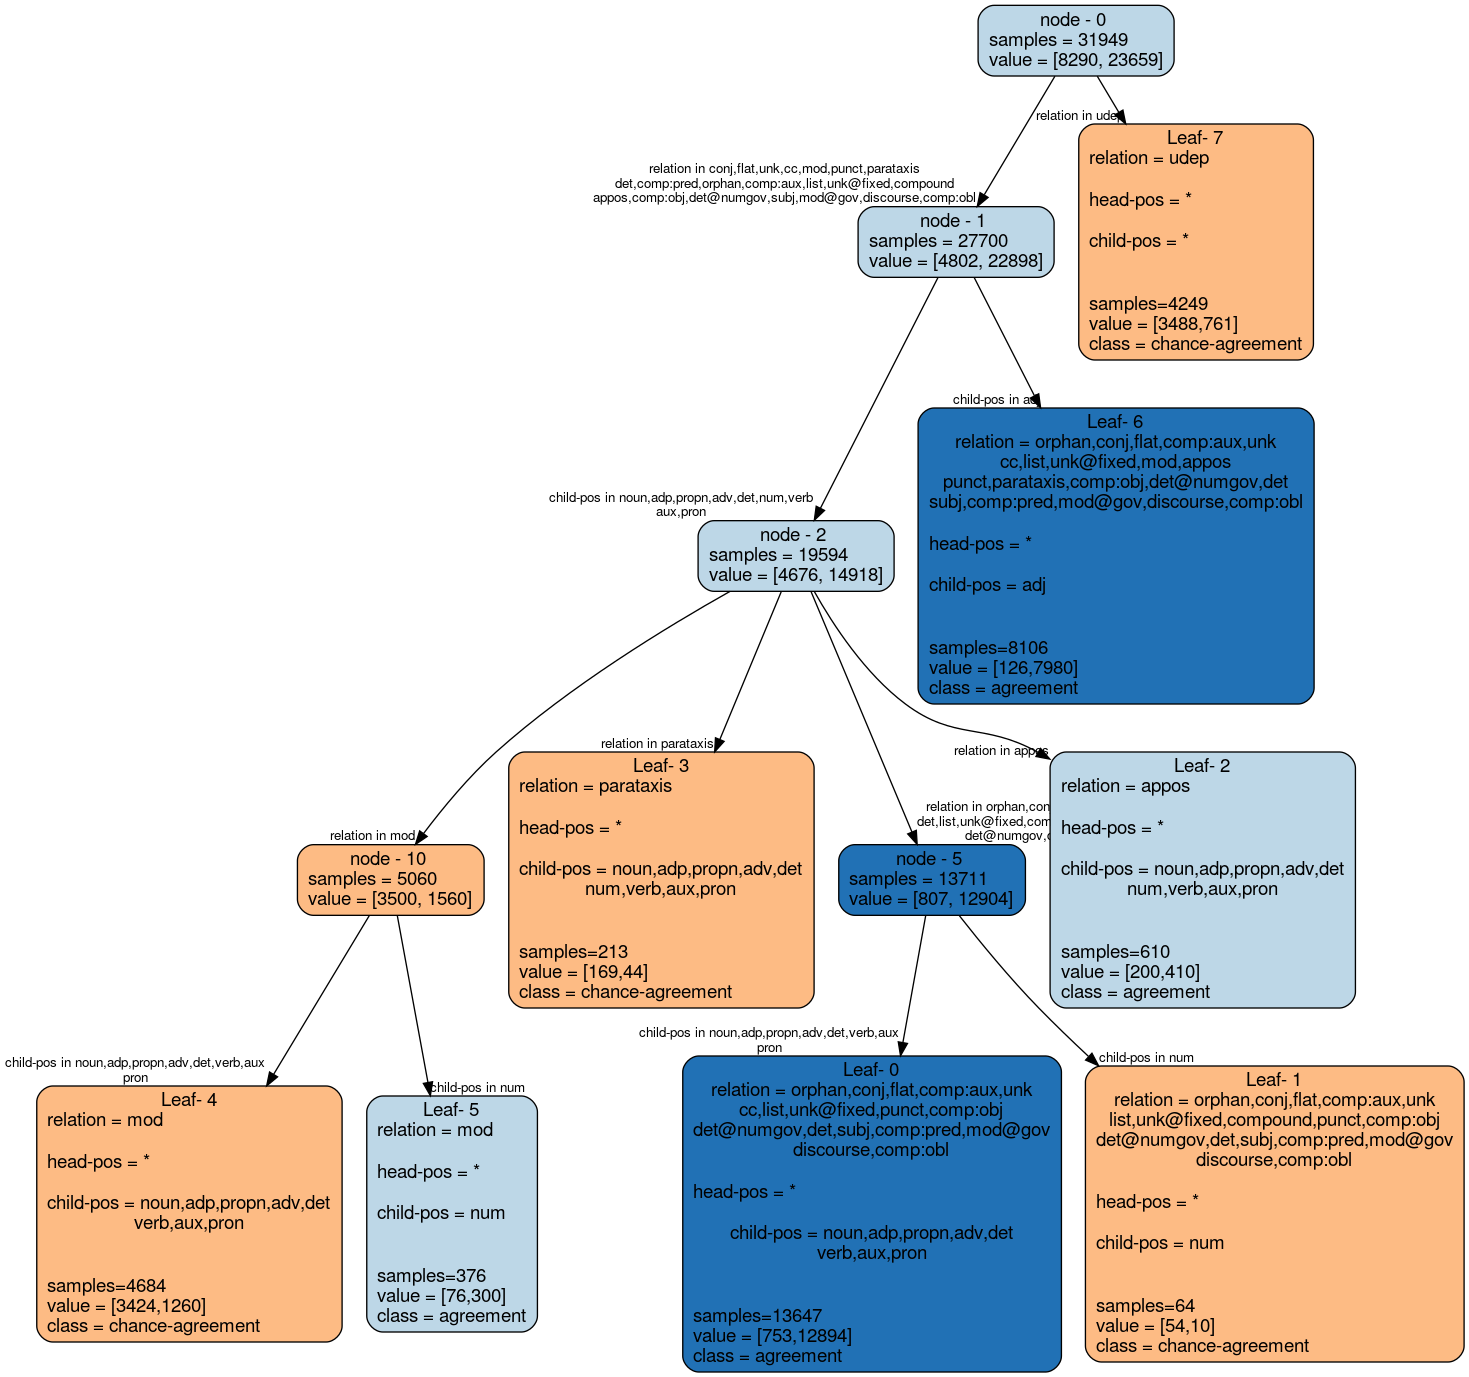 node - 0
samples = 31949
value = [8290, 23659]
relation in udep
Leaf- 7
relation = udep
head-pos = *
child-pos = *
samples=4249
value = [3488,761]
class = chance-agreement
relation in conj,flat,unk,cc,mod,punct,parataxis
det,comp:pred,orphan,comp:aux,list,unk@fixed,compound
appos,comp:obj,det@numgov,subj,mod@gov,discourse,comp:obl
node - 1
samples = 27700
value = [4802, 22898]
child-pos in adj
Leaf- 6
relation = orphan,conj,flat,comp:aux,unk
cc,list,unk@fixed,mod,appos
punct,parataxis,comp:obj,det@numgov,det
subj,comp:pred,mod@gov,discourse,comp:obl
head-pos = *
child-pos = adj
samples=8106
value = [126,7980]
class = agreement
child-pos in noun,adp,propn,adv,det,num,verb
aux,pron
node - 2
samples = 19594
value = [4676, 14918]
relation in mod
node - 10
samples = 5060
value = [3500, 1560]
relation in parataxis
Leaf- 3
relation = parataxis
head-pos = *
child-pos = noun,adp,propn,adv,det
num,verb,aux,pron
samples=213
value = [169,44]
class = chance-agreement
relation in orphan,con
det,list,unk@fixed,com
det@numgov,
node - 5
samples = 13711
value = [807, 12904]
relation in appos
Leaf- 2
relation = appos
head-pos = *
child-pos = noun,adp,propn,adv,det
num,verb,aux,pron
samples=610
value = [200,410]
class = agreement
child-pos in noun,adp,propn,adv,det,verb,aux
pron
Leaf- 4
relation = mod
head-pos = *
child-pos = noun,adp,propn,adv,det
verb,aux,pron
samples=4684
value = [3424,1260]
class = chance-agreement
child-pos in num
Leaf- 5
relation = mod
head-pos = *
child-pos = num
samples=376
value = [76,300]
class = agreement
child-pos in noun,adp,propn,adv,det,verb,aux
pron
Leaf- 0
relation = orphan,conj,flat,comp:aux,unk
cc,list,unk@fixed,punct,comp:obj
det@numgov,det,subj,comp:pred,mod@gov
discourse,comp:obl
head-pos = *
child-pos = noun,adp,propn,adv,det
verb,aux,pron
samples=13647
value = [753,12894]
class = agreement
child-pos in num
Leaf- 1
relation = orphan,conj,flat,comp:aux,unk
list,unk@fixed,compound,punct,comp:obj
det@numgov,det,subj,comp:pred,mod@gov
discourse,comp:obl
head-pos = *
child-pos = num
samples=64
value = [54,10]
class = chance-agreement